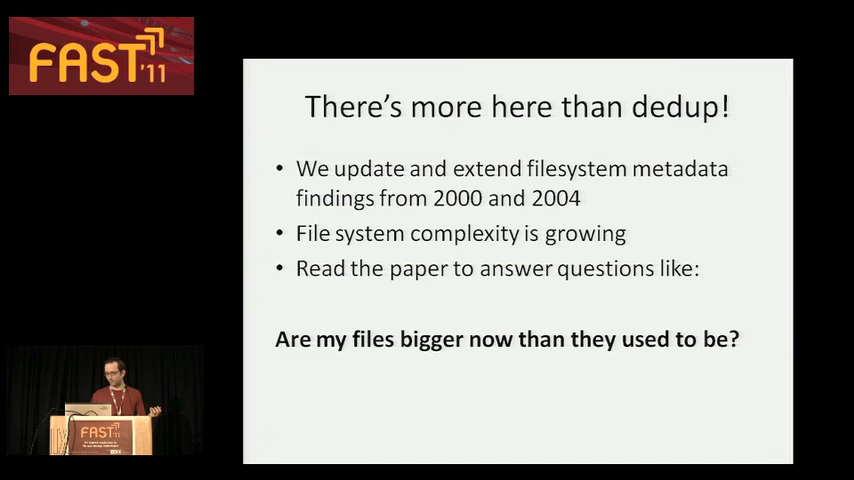 FAST '11
There's more here than dedup!
• We update and extend filesystem metadata
findings from 2000 and 2004
• File system complexity is growing
• Read the paper to answer questions like:
Are my files bigger now than they used to be?
FAST '11